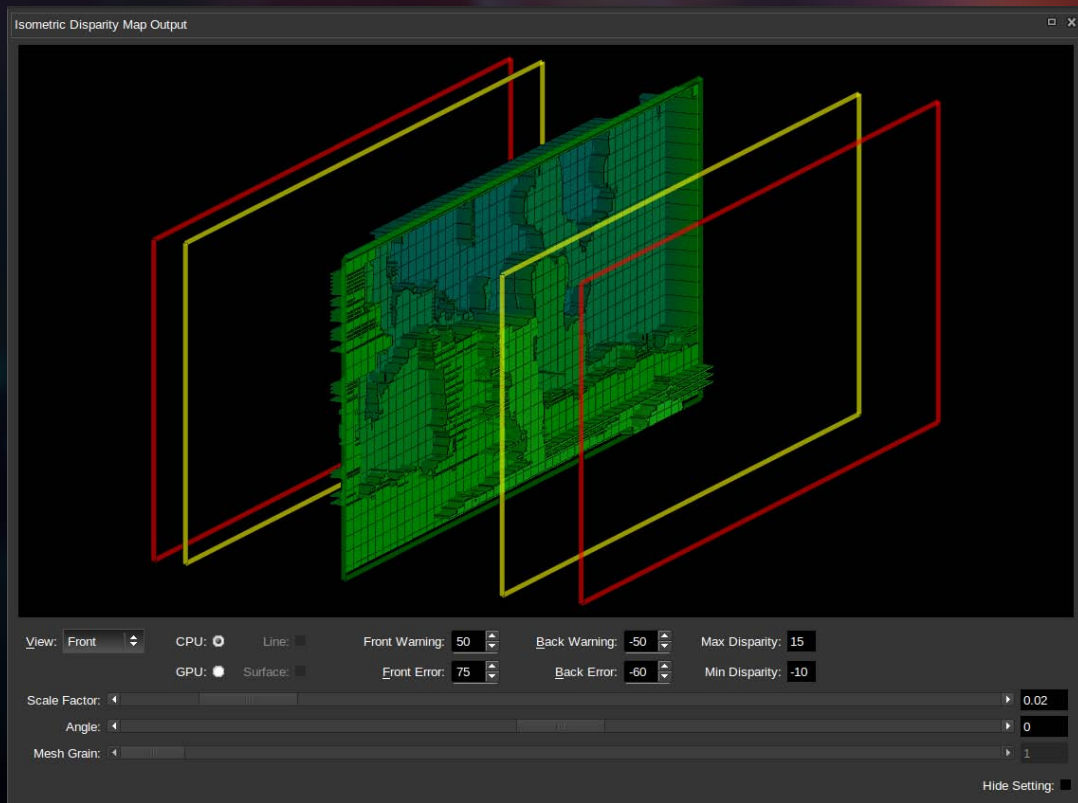 Isometric Disparity Map Output
View: Front CPU: Line: Front Warning: 50 Back Warning: -50 Max Disparity: 15
GPU: Surface: Front Error: 75 Back Error: -60 Min Disparity: -10
Scale Factor: 0.02
Angle: 0
Mesh Grain: 1
Hide Setting: